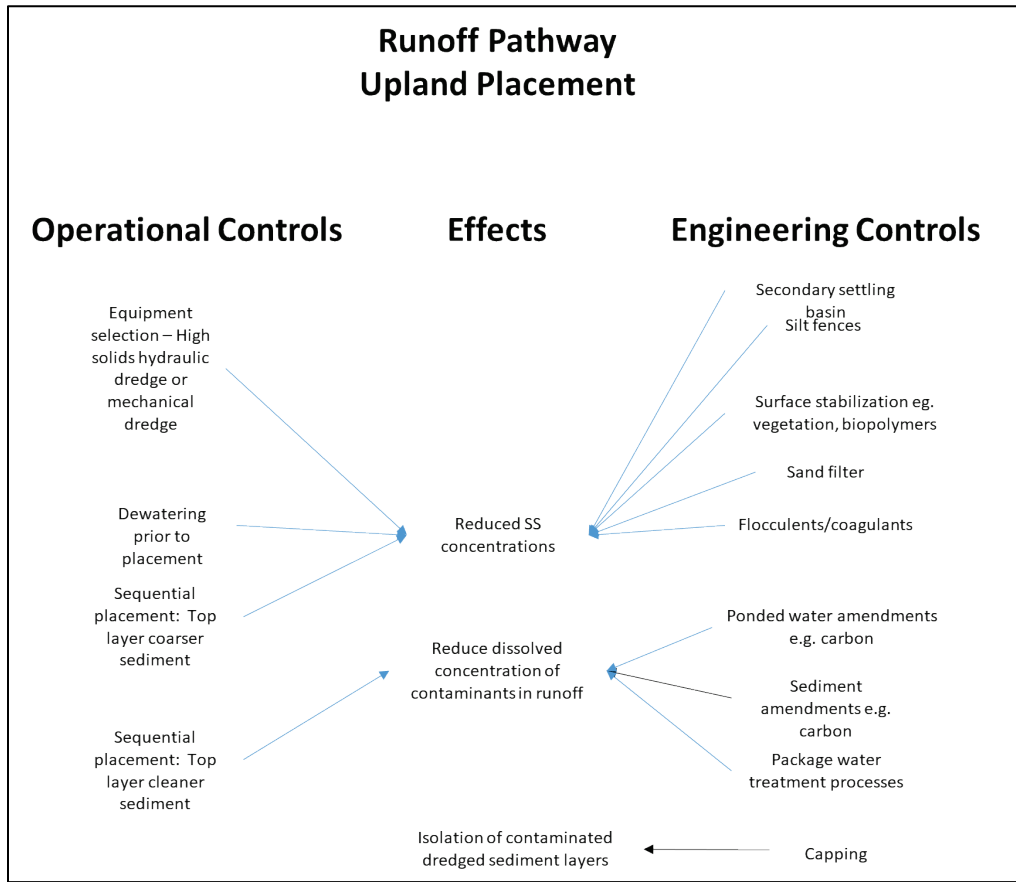 Runoff Pathway
Upland Placement
Operational Controls
Effects
Engineering Controls
Equipment
selection – High
solids hydraulic
dredge or
mechanical
dredge
Dewatering
prior to
placement
Sequential
placement:  Top
layer coarser
sediment
Sequential
placement:  Top
layer cleaner
sediment
Reduced SS
concentrations
Reduce dissolved
concentration of
contaminants in runoff
Isolation of contaminated
dredged sediment layers
Secondary settling
basin
Silt fences
Surface stabilization eg.
vegetation, biopolymers
Sand filter
Flocculents/coagulants
Ponded water amendments
e.g. carbon
Sediment
amendments e.g.
carbon
Package water
treatment processes
Capping